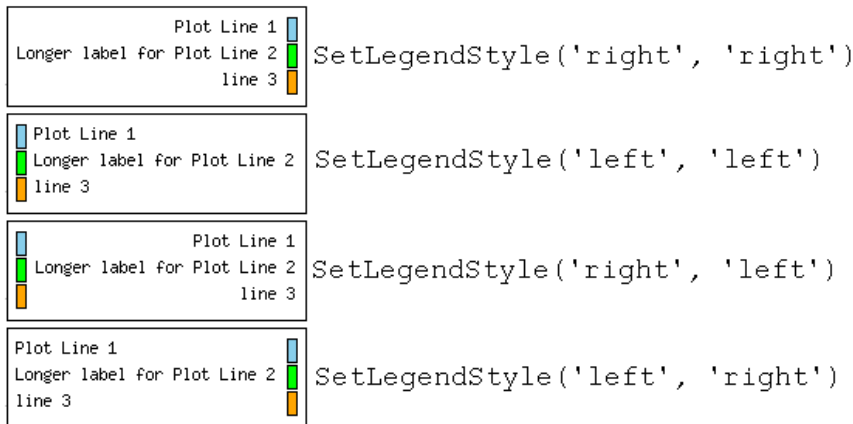 Plot Line 1
Longer label for Plot Line 2
line 3
SetLegendStyle('right', 'right')
Plot Line 1
Longer label for Plot Line 2
line 3
SetLegendStyle('left', 'left')
Plot Line 1
Longer label for Plot Line 2
line 3
SetLegendStyle('right', 'left')
Plot Line 1
Longer label for Plot Line 2
line 3
SetLegendStyle('left', 'right')